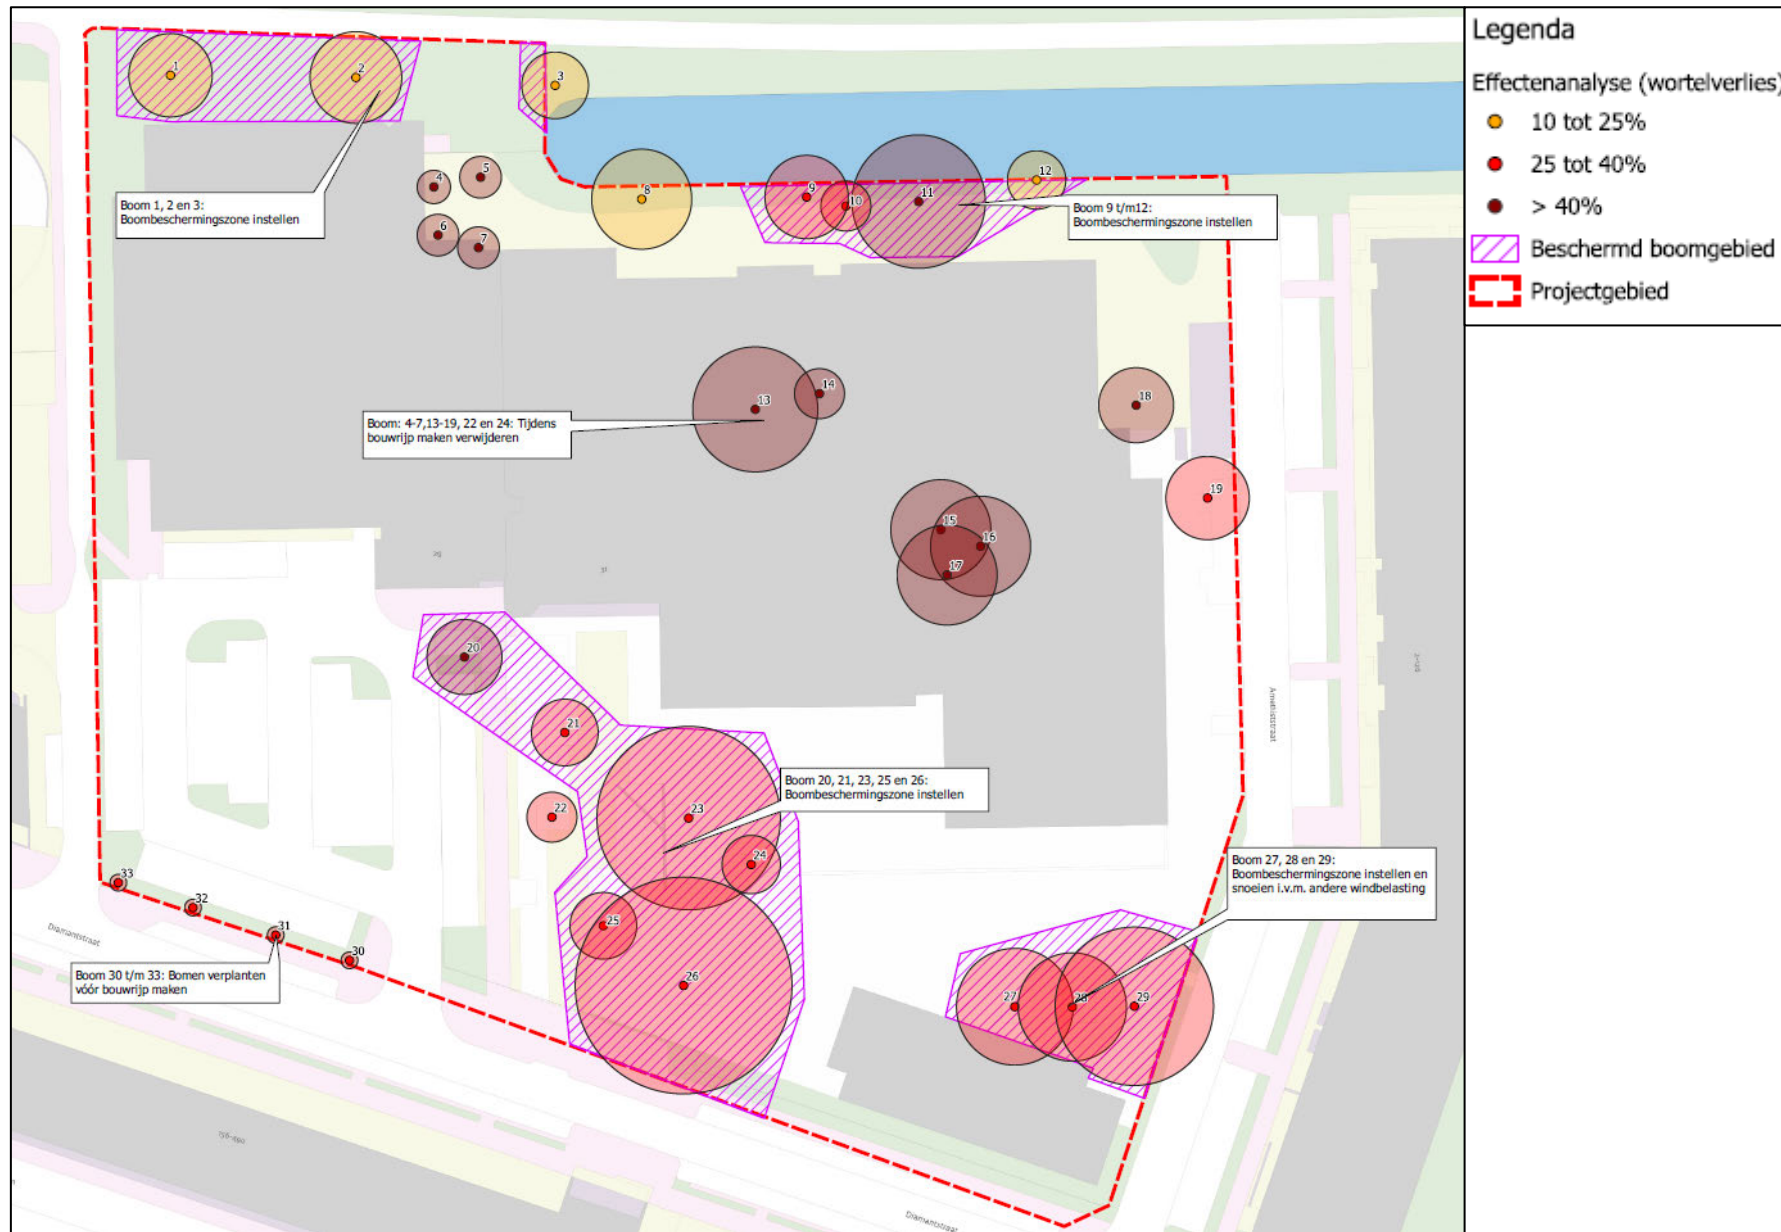 Legenda
Effectenanalyse (wortelverlies)
10 tot 25%
25 tot 40%
> 40%
Beschermd boomgebied
Projectgebied
1
2
3
4
5
6
7
8
9
10
11
12
Boom 1, 2 en 3:
Boombeschermingszone instellen
Boom 9 t/m12:
Boombeschermingszone instellen
13
14
18
Boom: 4-7,13-19, 22 en 24: Tijdens
bouwrijp maken verwijderen
19
15
16
17
20
21
22
23
Boom 20, 21, 23, 25 en 26:
Boombeschermingszone instellen
24
25
26
Boom 27, 28 en 29:
Boombeschermingszone instellen en
snoeien i.v.m. andere windbelasting
27
28
29
33
32
31
30
Boom 30 t/m 33: Bomen verplanten
vóór bouwrijp maken
Diamantstraat
Diamantstraat